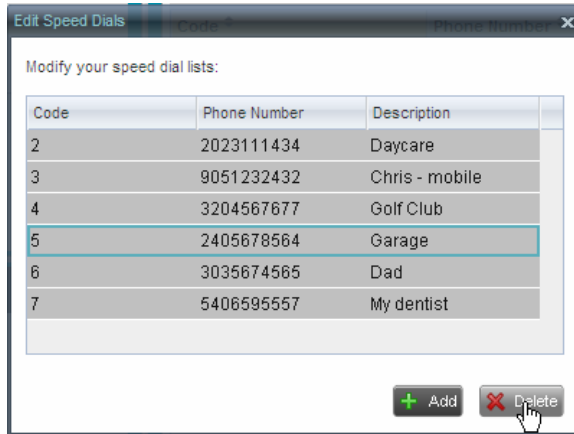 Code Phone Number
Edit Speed Dials x
Modify your speed dial lists:
Code Phone Number Description
2 2023111434 Daycare
3 9051232432 Chris - mobile
4 3204567677 Golf Club
5 2405678564 Garage
6 3035674565 Dad
7 5406595557 My dentist
Add Delete